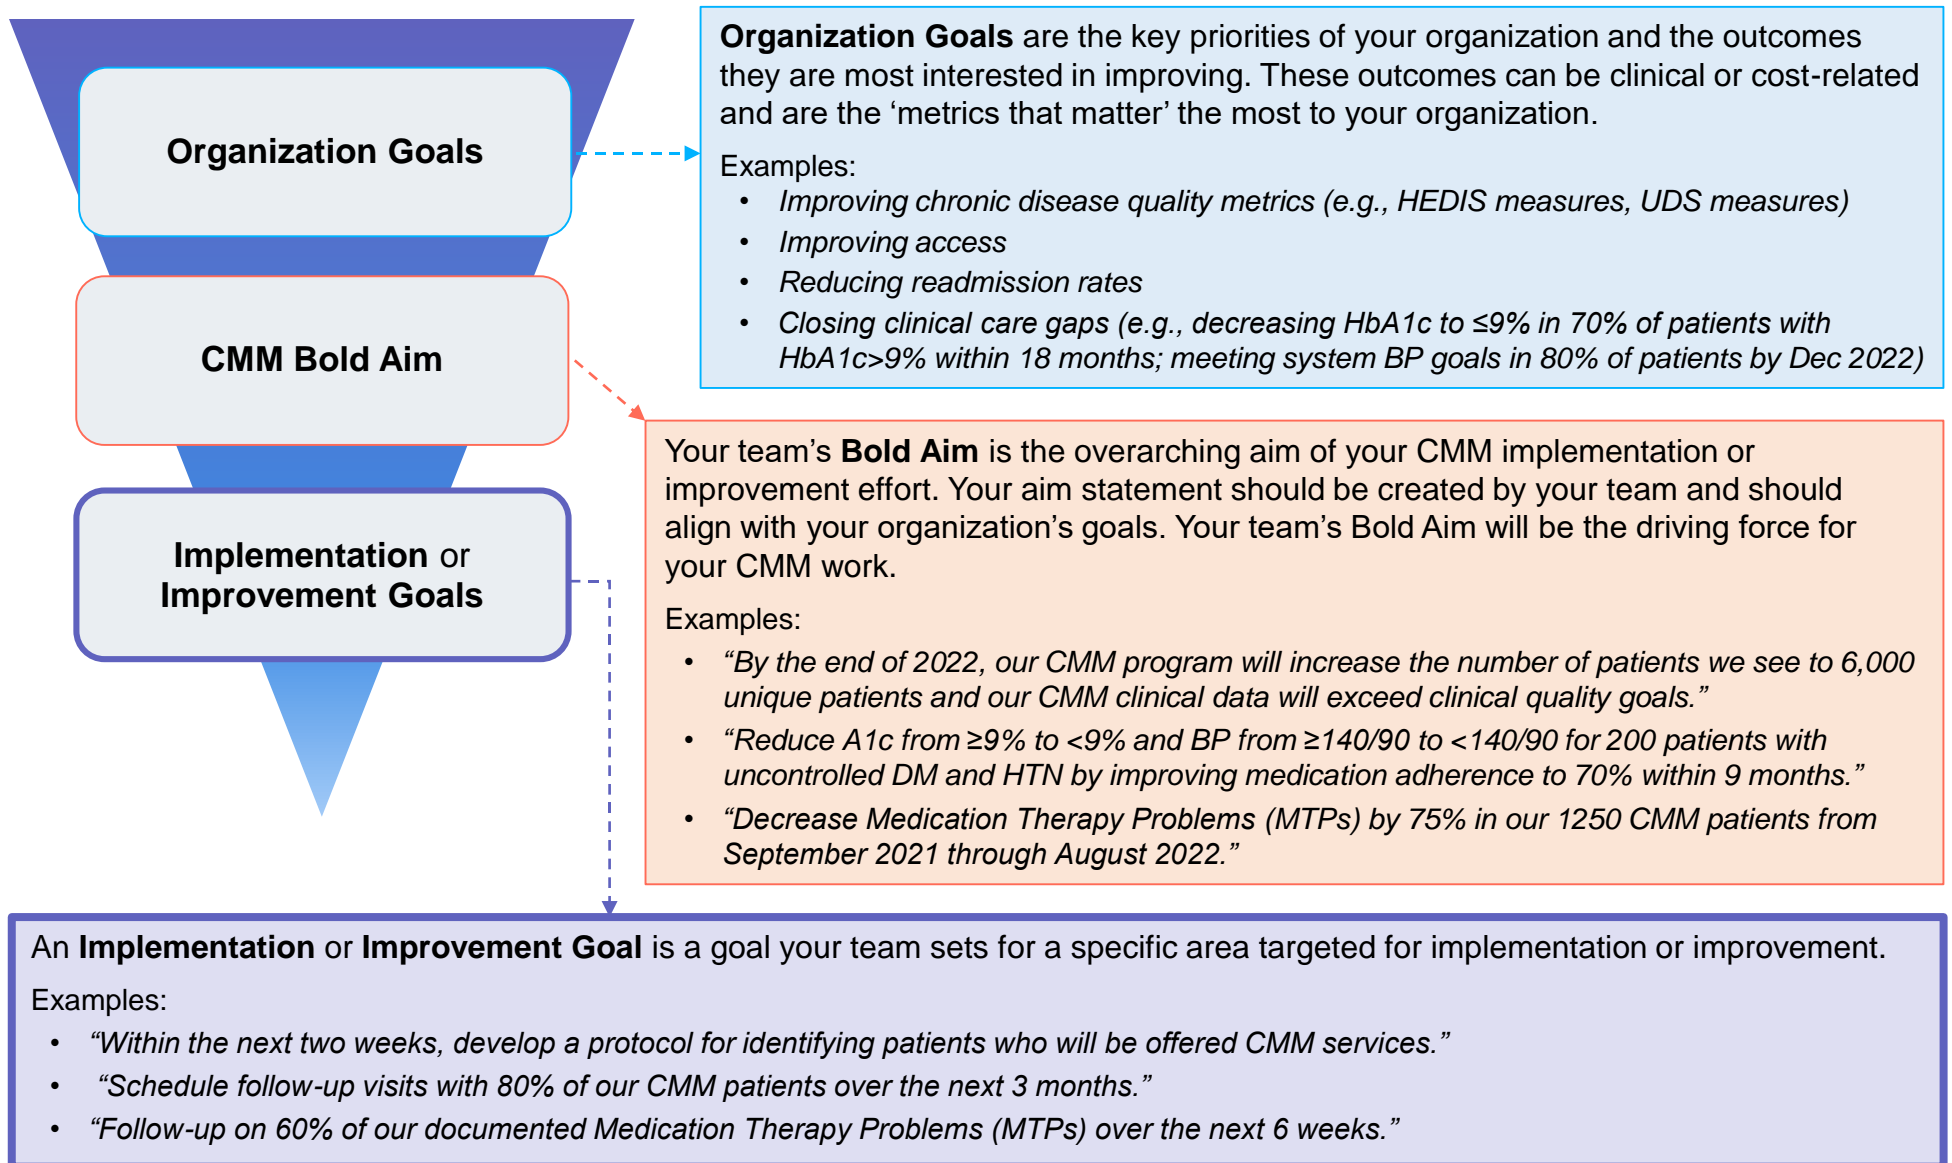 Organization Goals
CMM Bold Aim
Implementation or
Improvement Goals
Organization Goals are the key priorities of your organization and the outcomes
they are most interested in improving. These outcomes can be clinical or cost-related
and are the ‘metrics that matter’ the most to your organization.
Examples:
• Improving chronic disease quality metrics (e.g., HEDIS measures, UDS measures)
• Improving access
• Reducing readmission rates
• Closing clinical care gaps (e.g., decreasing HbA1c to ≤9% in 70% of patients with
HbA1c>9% within 18 months; meeting system BP goals in 80% of patients by Dec 2022)
Your team’s Bold Aim is the overarching aim of your CMM implementation or
improvement effort. Your aim statement should be created by your team and should
align with your organization’s goals. Your team’s Bold Aim will be the driving force for
your CMM work.
Examples:
• “By the end of 2022, our CMM program will increase the number of patients we see to 6,000
unique patients and our CMM clinical data will exceed clinical quality goals.”
• “Reduce A1c from ≥9% to <9% and BP from ≥140/90 to <140/90 for 200 patients with
uncontrolled DM and HTN by improving medication adherence to 70% within 9 months.”
• “Decrease Medication Therapy Problems (MTPs) by 75% in our 1250 CMM patients from
September 2021 through August 2022.”
An Implementation or Improvement Goal is a goal your team sets for a specific area targeted for implementation or improvement.
Examples:
• “Within the next two weeks, develop a protocol for identifying patients who will be offered CMM services.”
• “Schedule follow-up visits with 80% of our CMM patients over the next 3 months.”
• “Follow-up on 60% of our documented Medication Therapy Problems (MTPs) over the next 6 weeks.”